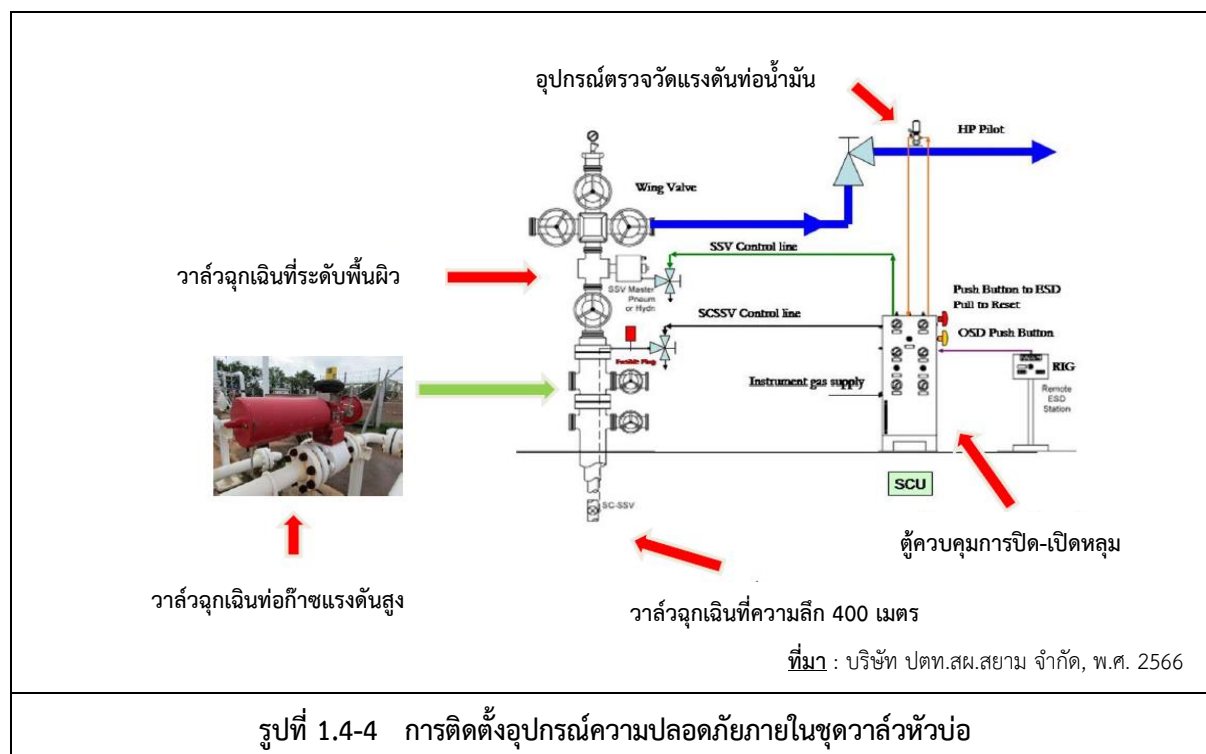 อุปกรณ์ตรวจวัดแรงดันท่อน้ำมัน
HP Pilot
Wing Valve
SSV Control line
วาล์วฉุกเฉินที่ระดับพื้นผิว
SSV Master
Pneum
or Hydn
Push Button to ESD
Pull to Reset
SCSSV Control line
OSD Push Button
Instrument gas supply
RIG
Remote
ESD
Station
SCU
SC-SSV
ตู้ควบคุมการปิด-เปิดหลุม
วาล์วฉุกเฉินท่อก๊าซแรงดันสูง
วาล์วฉุกเฉินที่ความลึก 400 เมตร
ที่มา : บริษัท ปตท.สผ.สยาม จำกัด, พ.ศ. 2566
รูปที่ 1.4-4 การติดตั้งอุปกรณ์ความปลอดภัยภายในชุดวาล์วหัวบ่อ